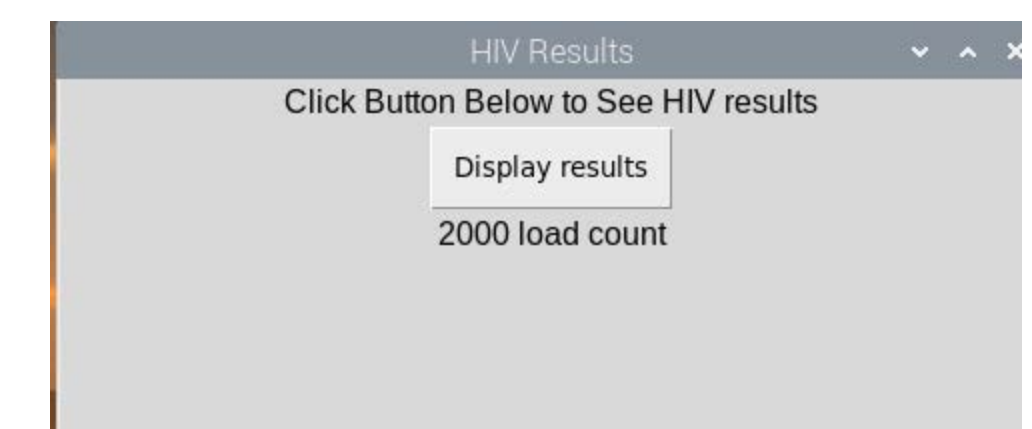 HIV Results
Click Button Below to See HIV results
Display results
2000 load count